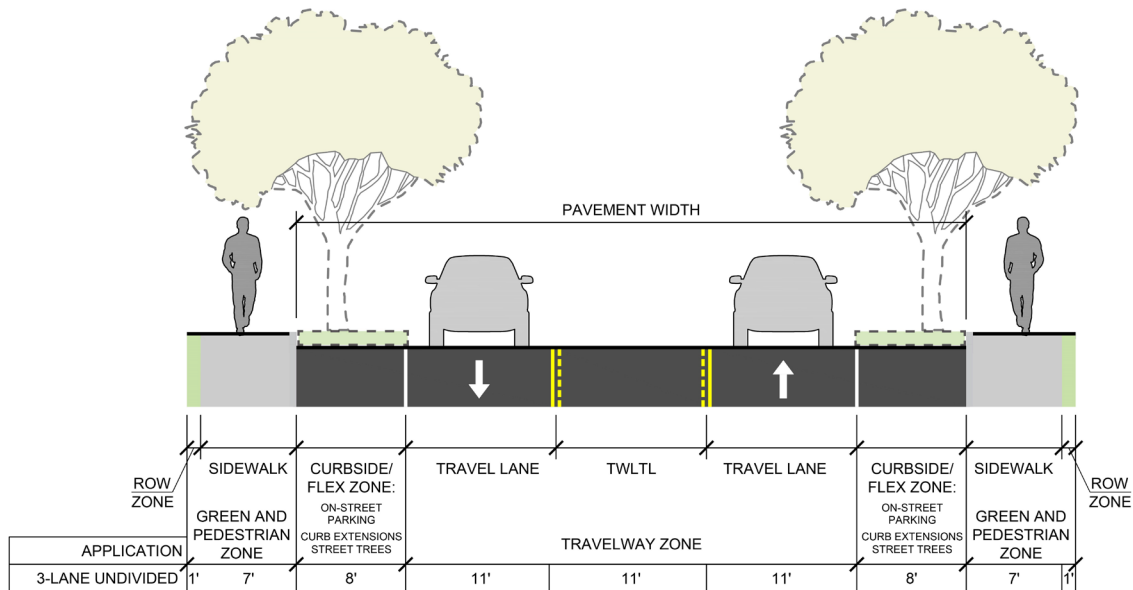 PAVEMENT WIDTH
ROW
ZONE
SIDEWALK
GREEN AND
PEDESTRIAN
ZONE
CURBSIDE/
FLEX ZONE:
ON-STREET
PARKING
CURB EXTENSIONS
STREET TREES
TRAVEL LANE
TWLTL
TRAVEL LANE
TRAVELWAY ZONE
CURBSIDE/
FLEX ZONE:
ON-STREET
PARKING
CURB EXTENSIONS
STREET TREES
SIDEWALK
GREEN AND
PEDESTRIAN
ZONE
ROW
ZONE
APPLICATION
3-LANE UNDIVIDED 1' 7' 8' 11' 11' 11' 8' 7' 1'